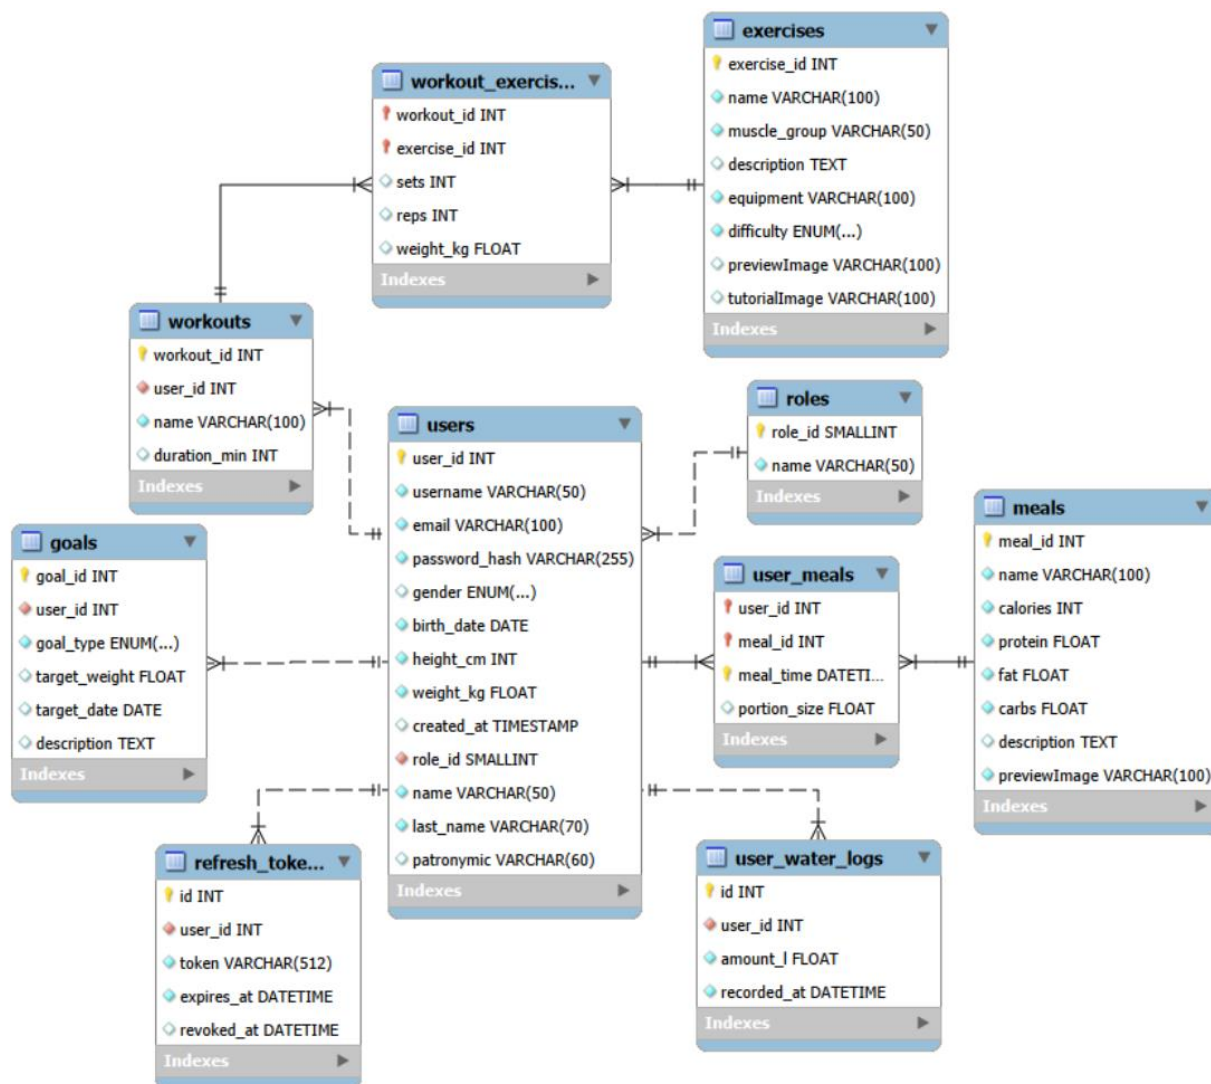 exercises
exercise_id INT
name VARCHAR(100)
muscle_group VARCHAR(50)
description TEXT
equipment VARCHAR(100)
difficulty ENUM(...)
previewImage VARCHAR(100)
tutorialImage VARCHAR(100)
Indexes
workout_exercis...
workout_id INT
exercise_id INT
sets INT
reps INT
weight_kg FLOAT
Indexes
workouts
workout_id INT
user_id INT
name VARCHAR(100)
duration_min INT
Indexes
roles
role_id SMALLINT
name VARCHAR(50)
Indexes
users
user_id INT
username VARCHAR(50)
email VARCHAR(100)
password_hash VARCHAR(255)
gender ENUM(...)
birth_date DATE
height_cm INT
weight_kg FLOAT
created_at TIMESTAMP
role_id SMALLINT
name VARCHAR(50)
last_name VARCHAR(70)
patronymic VARCHAR(60)
Indexes
goals
goal_id INT
user_id INT
goal_type ENUM(...)
target_weight FLOAT
target_date DATE
description TEXT
Indexes
user_meals
user_id INT
meal_id INT
meal_time DATETI...
portion_size FLOAT
Indexes
meals
meal_id INT
name VARCHAR(100)
calories INT
protein FLOAT
fat FLOAT
carbs FLOAT
description TEXT
previewImage VARCHAR(100)
Indexes
refresh_toke...
id INT
user_id INT
token VARCHAR(512)
expires_at DATETIME
revoked_at DATETIME
Indexes
user_water_logs
id INT
user_id INT
amount_l FLOAT
recorded_at DATETIME
Indexes